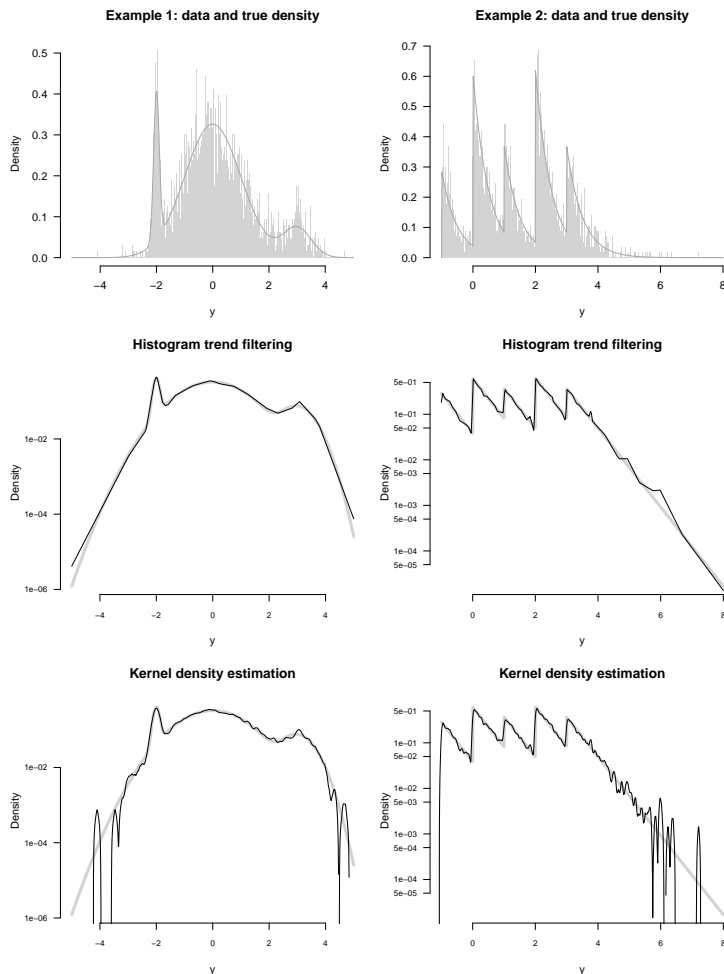 Example 1: data and true density
Example 2: data and true density
Density
0.5
0.4
0.3
0.2
0.1
0.0
−4 −2 0 2 4
y
Density
0.7
0.6
0.5
0.4
0.3
0.2
0.1
0.0
0 2 4 6 8
y
Histogram trend filtering
Histogram trend filtering
Density
1e−02
1e−04
1e−06
−4 −2 0 2 4
y
Density
5e−01
1e−01
5e−02
1e−02
5e−03
1e−03
5e−04
1e−04
5e−05
0 2 4 6 8
y
Kernel density estimation
Kernel density estimation
Density
1e−02
1e−04
1e−06
−4 −2 0 2 4
y
Density
5e−01
1e−01
5e−02
1e−02
5e−03
1e−03
5e−04
1e−04
5e−05
0 2 4 6 8
y